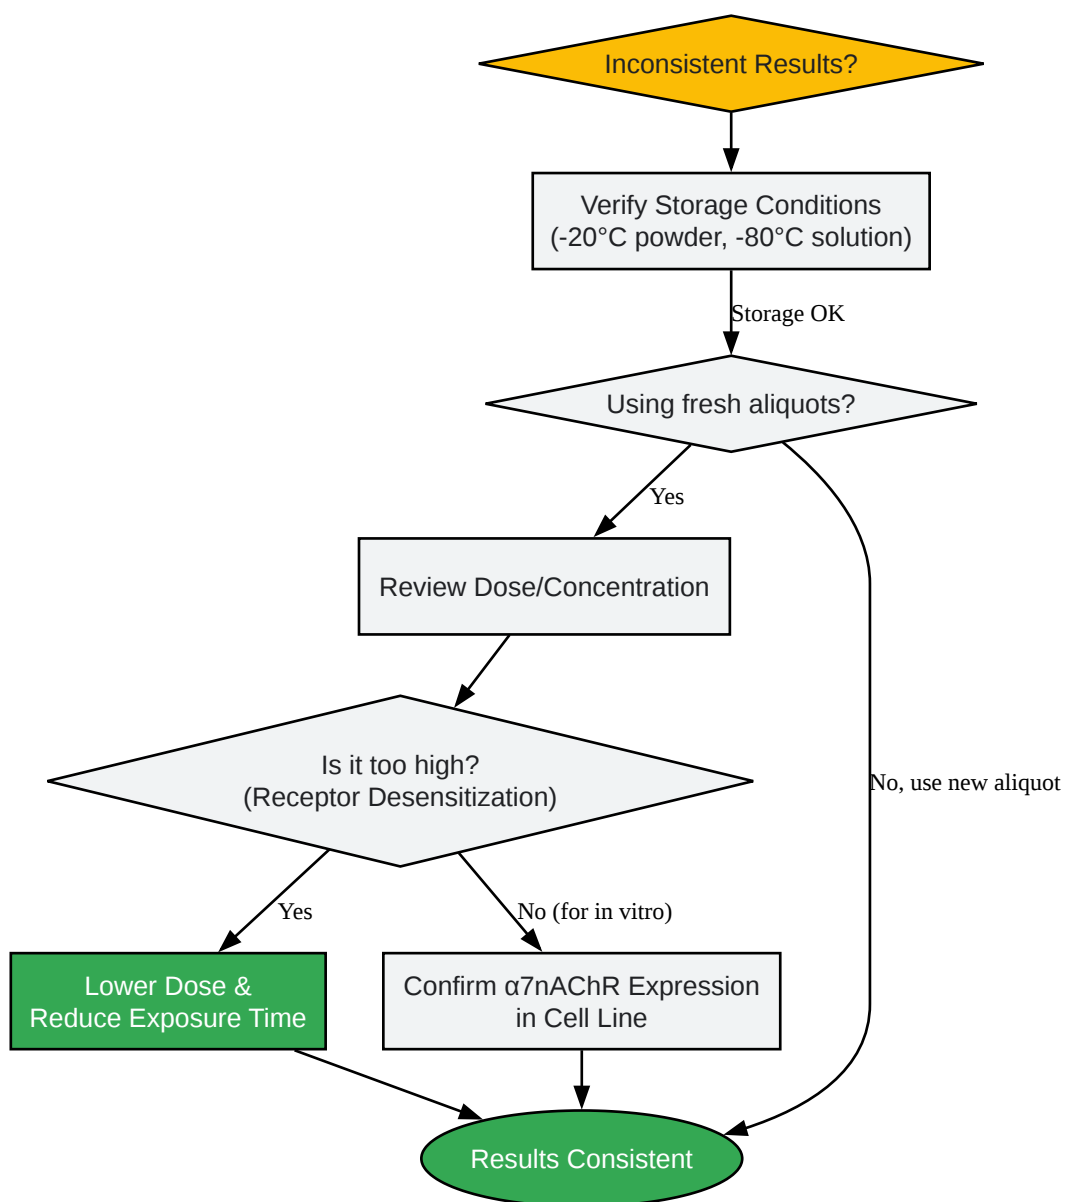 Inconsistent Results?
Verify Storage Conditions
(-20°C powder, -80°C solution)
Storage OK
Using fresh aliquots?
Yes
Review Dose/Concentration
Is it too high?
(Receptor Desensitization)
No, use new aliquot
Yes
No (for in vitro)
Lower Dose &
Reduce Exposure Time
Confirm α7nAChR Expression
in Cell Line
Results Consistent